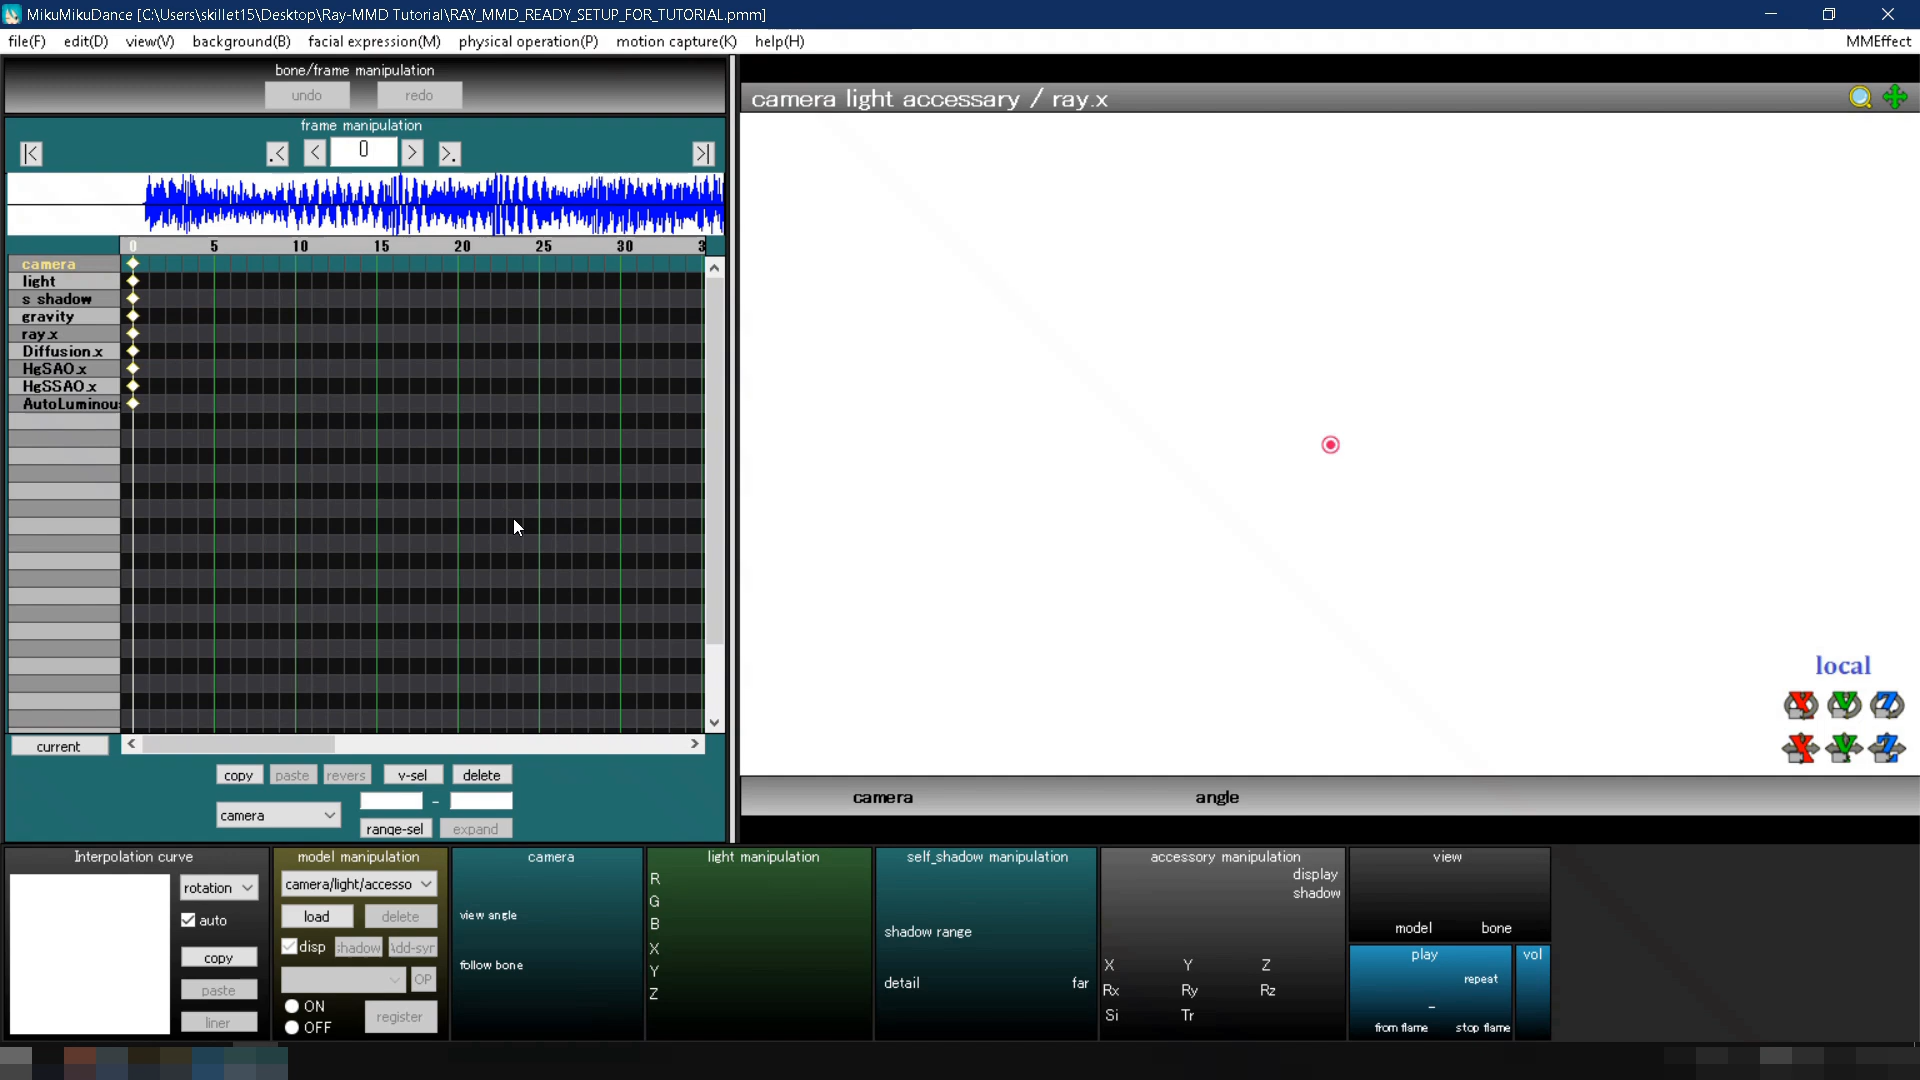 MikuMikuDance [C:\Users\skillet15\Desktop\Ray-MMD Tutorial\RAY_MMD_READY_SETUP_FOR_TUTORIAL.pmm]
file(F) edit(D) view(V) background(B) facial expression(M) physical operation(P) motion capture(K) help(H) MMEffect
bone/frame manipulation
undo redo
frame manipulation
|< .< < 0 > >. >|
0 5 10 15 20 25 30 3
camera
light
s shadow
gravity
ray.x
Diffusion.x
HgSAO.x
HgSSAO.x
AutoLuminou
current
copy paste revers v-sel delete
camera -
range-sel expand
camera light accessary / ray.x
local
X Y Z
X Y Z
camera angle
Interpolation curve
rotation
auto
copy
paste
liner
model manipulation
camera/light/accesso
load delete
disp shadow Add-syn
OP
ON
OFF
register
camera
view angle
follow bone
light manipulation
R
G
B
X
Y
Z
self_shadow manipulation
shadow range
detail far
accessory manipulation
display
shadow
X Y Z
Rx Ry Rz
Si Tr
view
model bone
play
repeat
-
from flame stop flame
vol